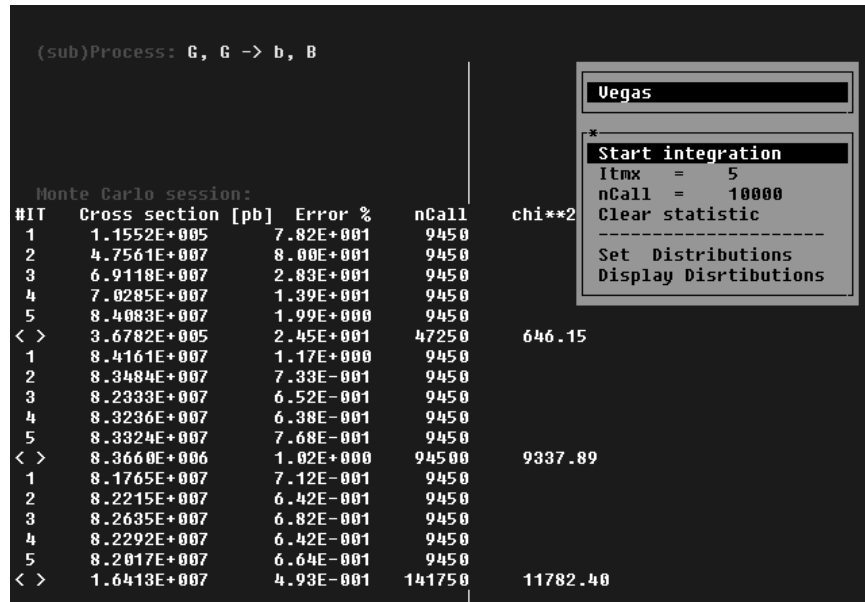 (sub)Process: G, G -> b, B
Vegas
*
Start integration
Itmx = 5
nCall = 10000
Clear statistic
-----------------------
Set Distributions
Display Disrtibutions
Monte Carlo session:
#IT Cross section [pb] Error % nCall chi**2
1 1.1552E+005 7.82E+001 9450
2 4.7561E+007 8.00E+001 9450
3 6.9118E+007 2.83E+001 9450
4 7.0285E+007 1.39E+001 9450
5 8.4083E+007 1.99E+000 9450
< > 3.6782E+005 2.45E+001 47250 646.15
1 8.4161E+007 1.17E+000 9450
2 8.3484E+007 7.33E-001 9450
3 8.2333E+007 6.52E-001 9450
4 8.3236E+007 6.38E-001 9450
5 8.3324E+007 7.68E-001 9450
< > 8.3660E+006 1.02E+000 94500 9337.89
1 8.1765E+007 7.12E-001 9450
2 8.2215E+007 6.42E-001 9450
3 8.2635E+007 6.82E-001 9450
4 8.2292E+007 6.42E-001 9450
5 8.2017E+007 6.64E-001 9450
< > 1.6413E+007 4.93E-001 141750 11782.40